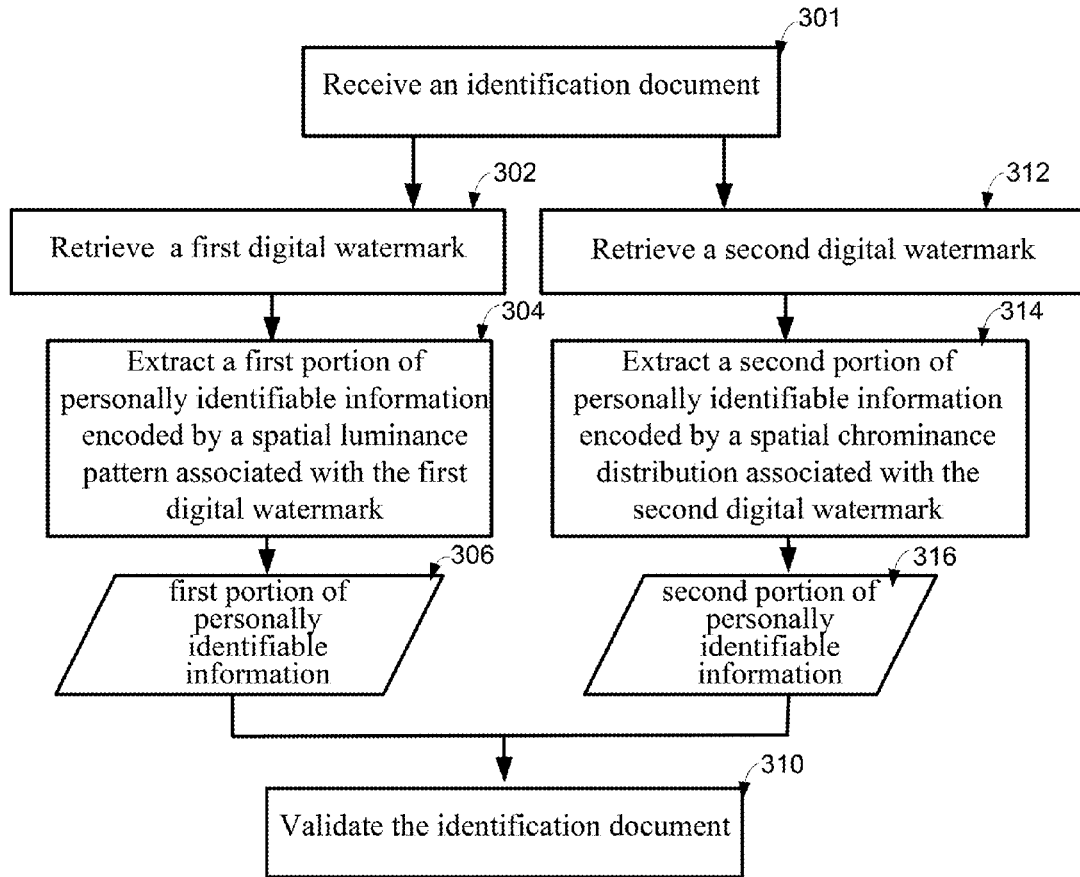 301
Receive an identification document
302
Retrieve a first digital watermark
312
Retrieve a second digital watermark
304
Extract a first portion of
personally identifiable information
encoded by a spatial luminance
pattern associated with the first
digital watermark
314
Extract a second portion of
personally identifiable information
encoded by a spatial chrominance
distribution associated with the
second digital watermark
306
first portion of
personally
identifiable
information
316
second portion of
personally
identifiable
information
310
Validate the identification document